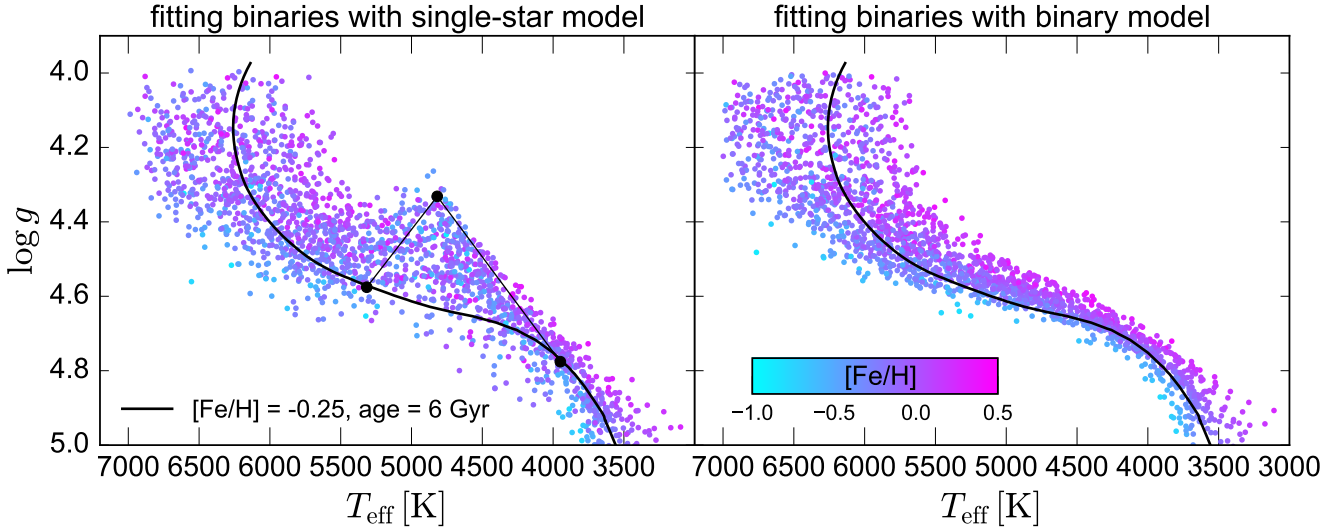 fitting binaries with single-star model
fitting binaries with binary model
log g
4.0
4.2
4.4
4.6
4.8
5.0
[Fe/H] = -0.25, age = 6 Gyr
[Fe/H]
−1.0 −0.5 0.0 0.5
7000 6500 6000 5500 5000 4500 4000 3500
7000 6500 6000 5500 5000 4500 4000 3500 3000
Teff [K]
Teff [K]